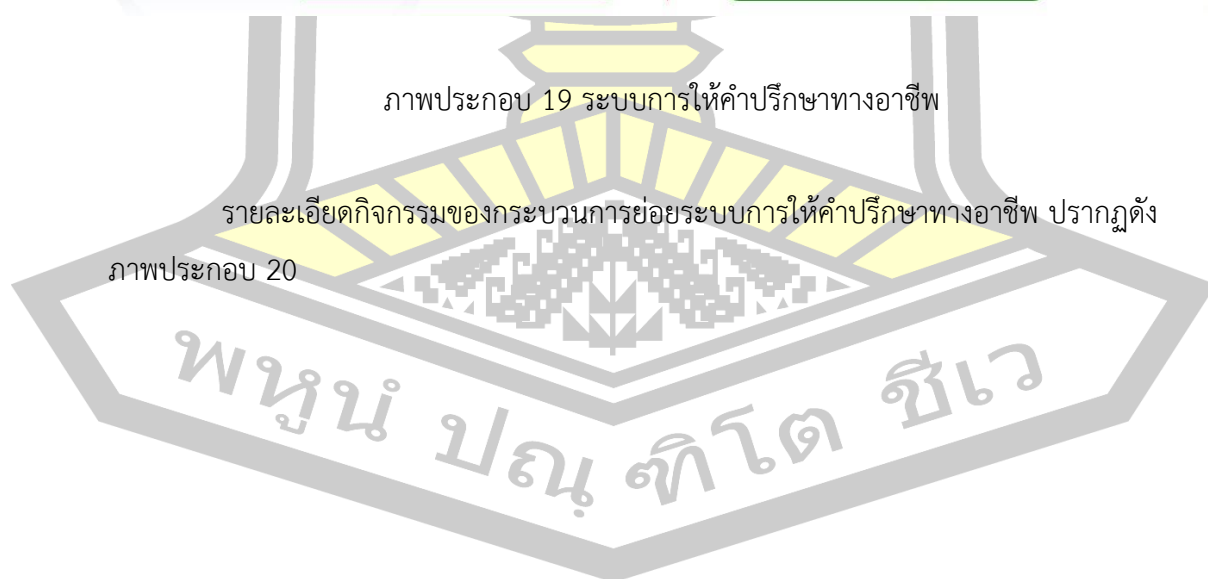 ภาพประกอบ 19 ระบบการให้คำปรึกษาทางอาชีพ
รายละเอียดกิจกรรมของกระบวนการย่อยระบบการให้คำปรึกษาทางอาชีพ ปรากฏดัง
ภาพประกอบ 20
พหูนํ ปณฺฑิโต ชีเว